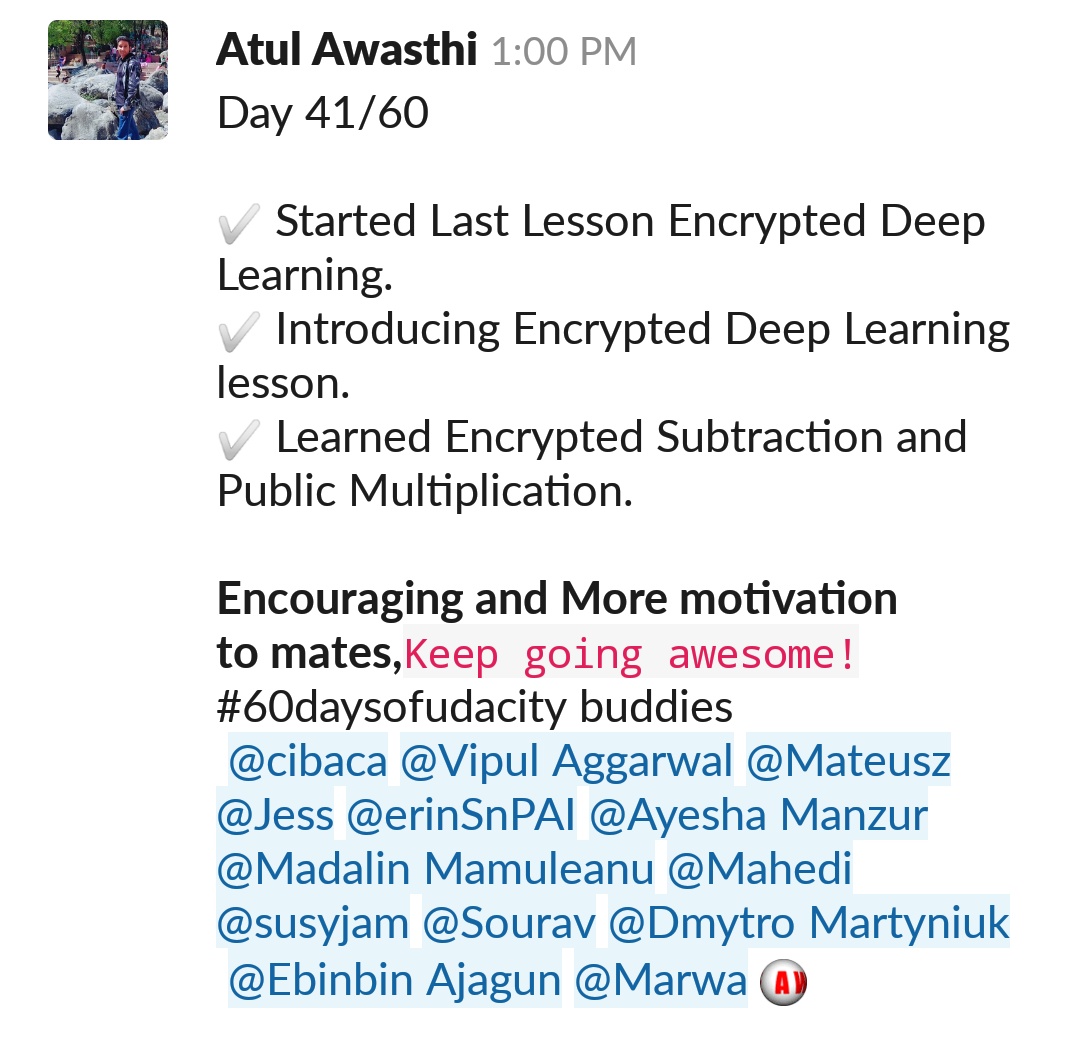 Atul Awasthi 1:00 PM
Day 41/60
✔ Started Last Lesson Encrypted Deep
Learning.
✔ Introducing Encrypted Deep Learning
lesson.
✔ Learned Encrypted Subtraction and
Public Multiplication.
Encouraging and More motivation
to mates,Keep going awesome!
#60daysofudacity buddies
@cibaca @Vipul Aggarwal @Mateusz
@Jess @erinSnPAI @Ayesha Manzur
@Madalin Mamuleanu @Mahedi
@susyjam @Sourav @Dmytro Martyniuk
@Ebinbin Ajagun @Marwa